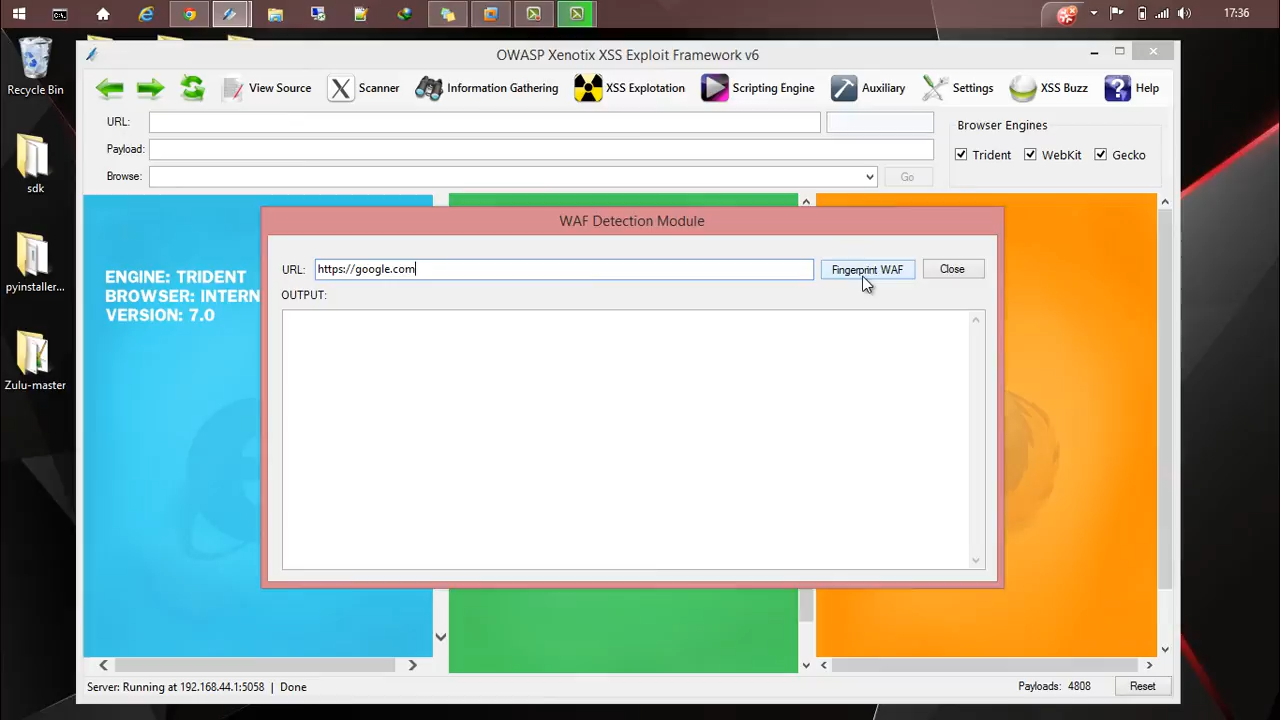 17:36
Recycle Bin
sdk
pyinstaller...
Zulu-master
OWASP Xenotix XSS Exploit Framework v6
View Source
Scanner
Information Gathering
XSS Explotation
Scripting Engine
Auxiliary
Settings
XSS Buzz
Help
URL:
Payload:
Browse:
Go
Browser Engines
Trident
WebKit
Gecko
ENGINE: TRIDENT
BROWSER: INTERN
VERSION: 7.0
WAF Detection Module
URL:
https://google.com
Fingerprint WAF
Close
OUTPUT:
Server: Running at 192.168.44.1:5058 | Done
Payloads: 4808
Reset